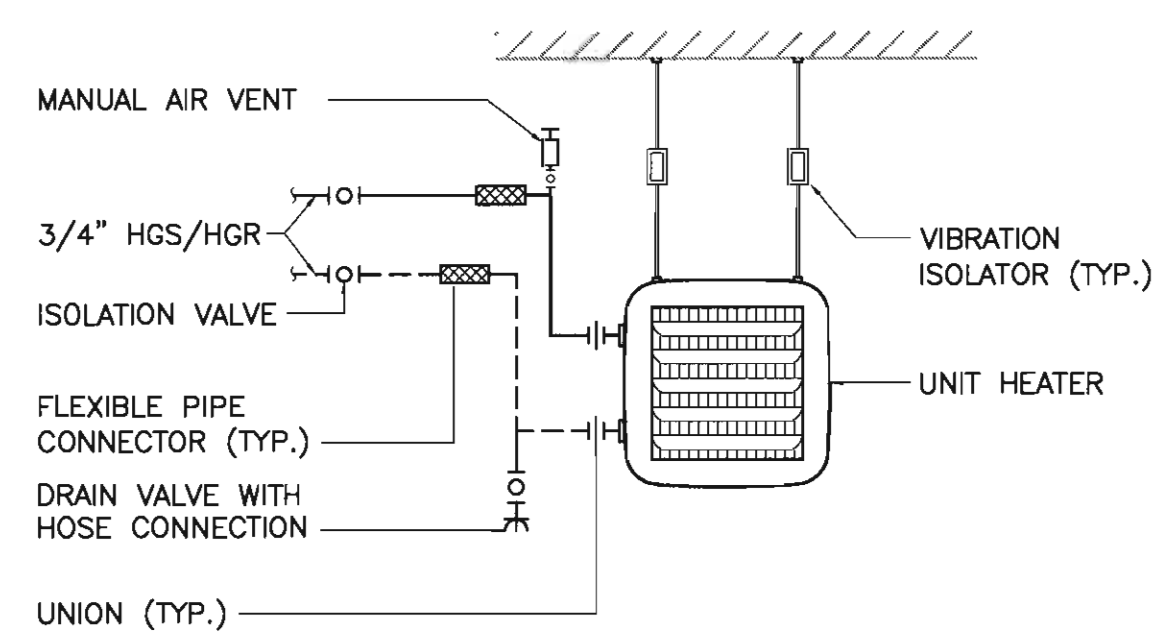 MANUAL AIR VENT
3/4" HGS/HGR
ISOLATION VALVE
FLEXIBLE PIPE
CONNECTOR (TYP.)
DRAIN VALVE WITH
HOSE CONNECTION
UNION (TYP.)
VIBRATION
ISOLATOR (TYP.)
UNIT HEATER